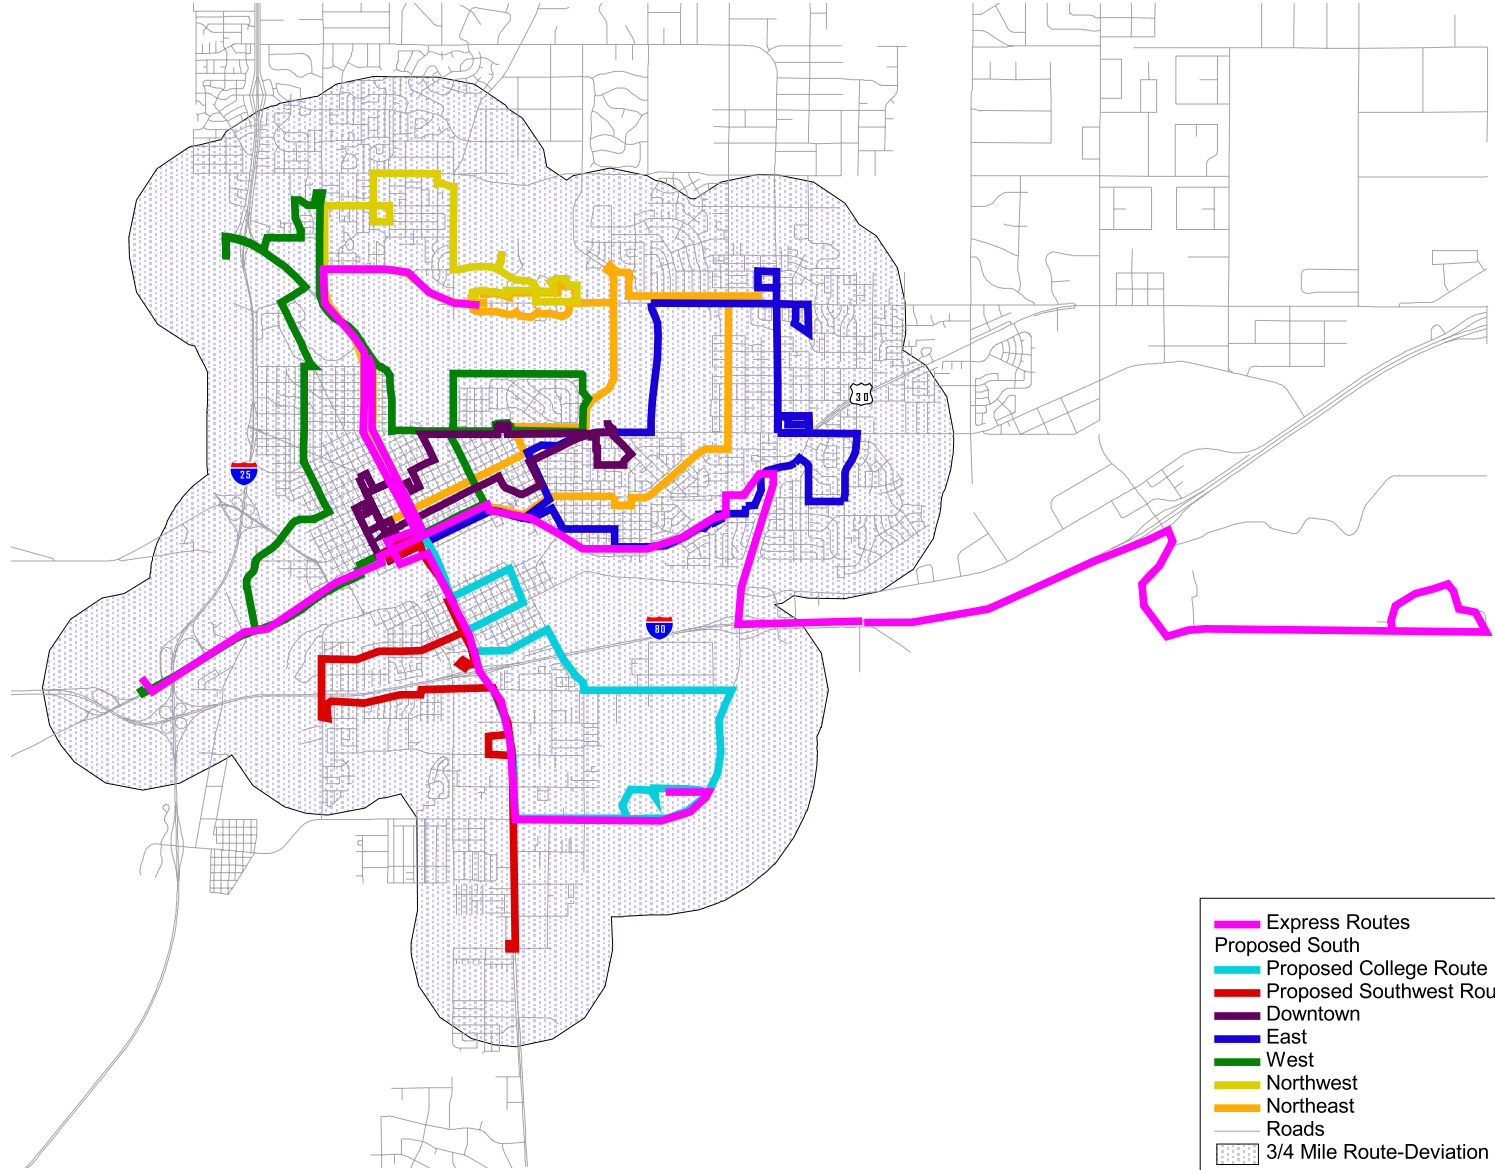 30
25
80
Express Routes
Proposed South
Proposed College Route
Proposed Southwest Rou
Downtown
East
West
Northwest
Northeast
Roads
3/4 Mile Route-Deviation